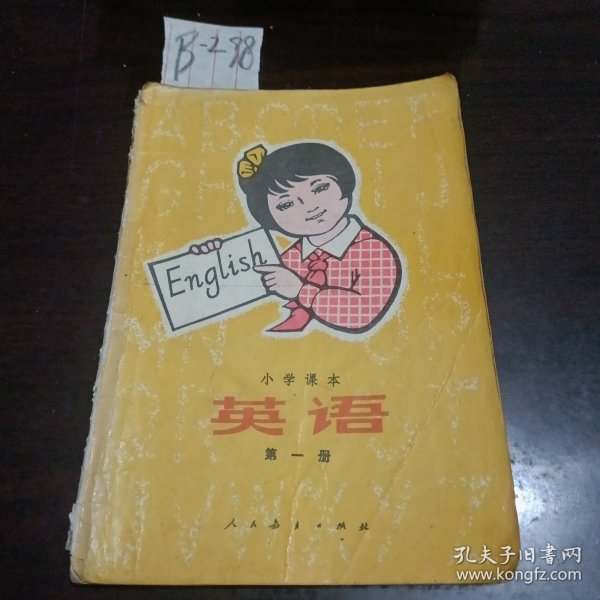 B-2-38
A B C D E F
English
小学课本
英语
第一册
人民教育出版社
孔夫子旧书网
www.kongfz.com